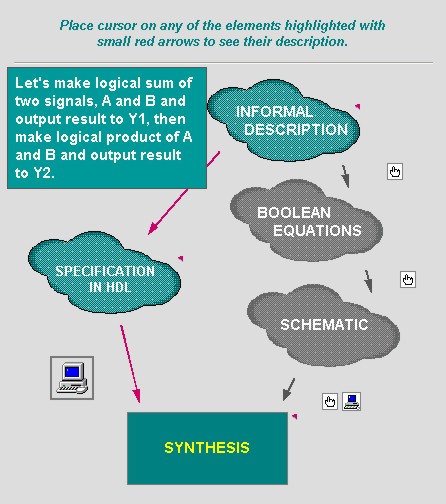 Place cursor on any of the elements highlighted with
small red arrows to see their description.
Let's make logical sum of
two signals, A and B and
output result to Y1, then
make logical product of A
and B and output result
to Y2.
INFORMAL
DESCRIPTION
BOOLEAN
EQUATIONS
SPECIFICATION
IN HDL
SCHEMATIC
SYNTHESIS